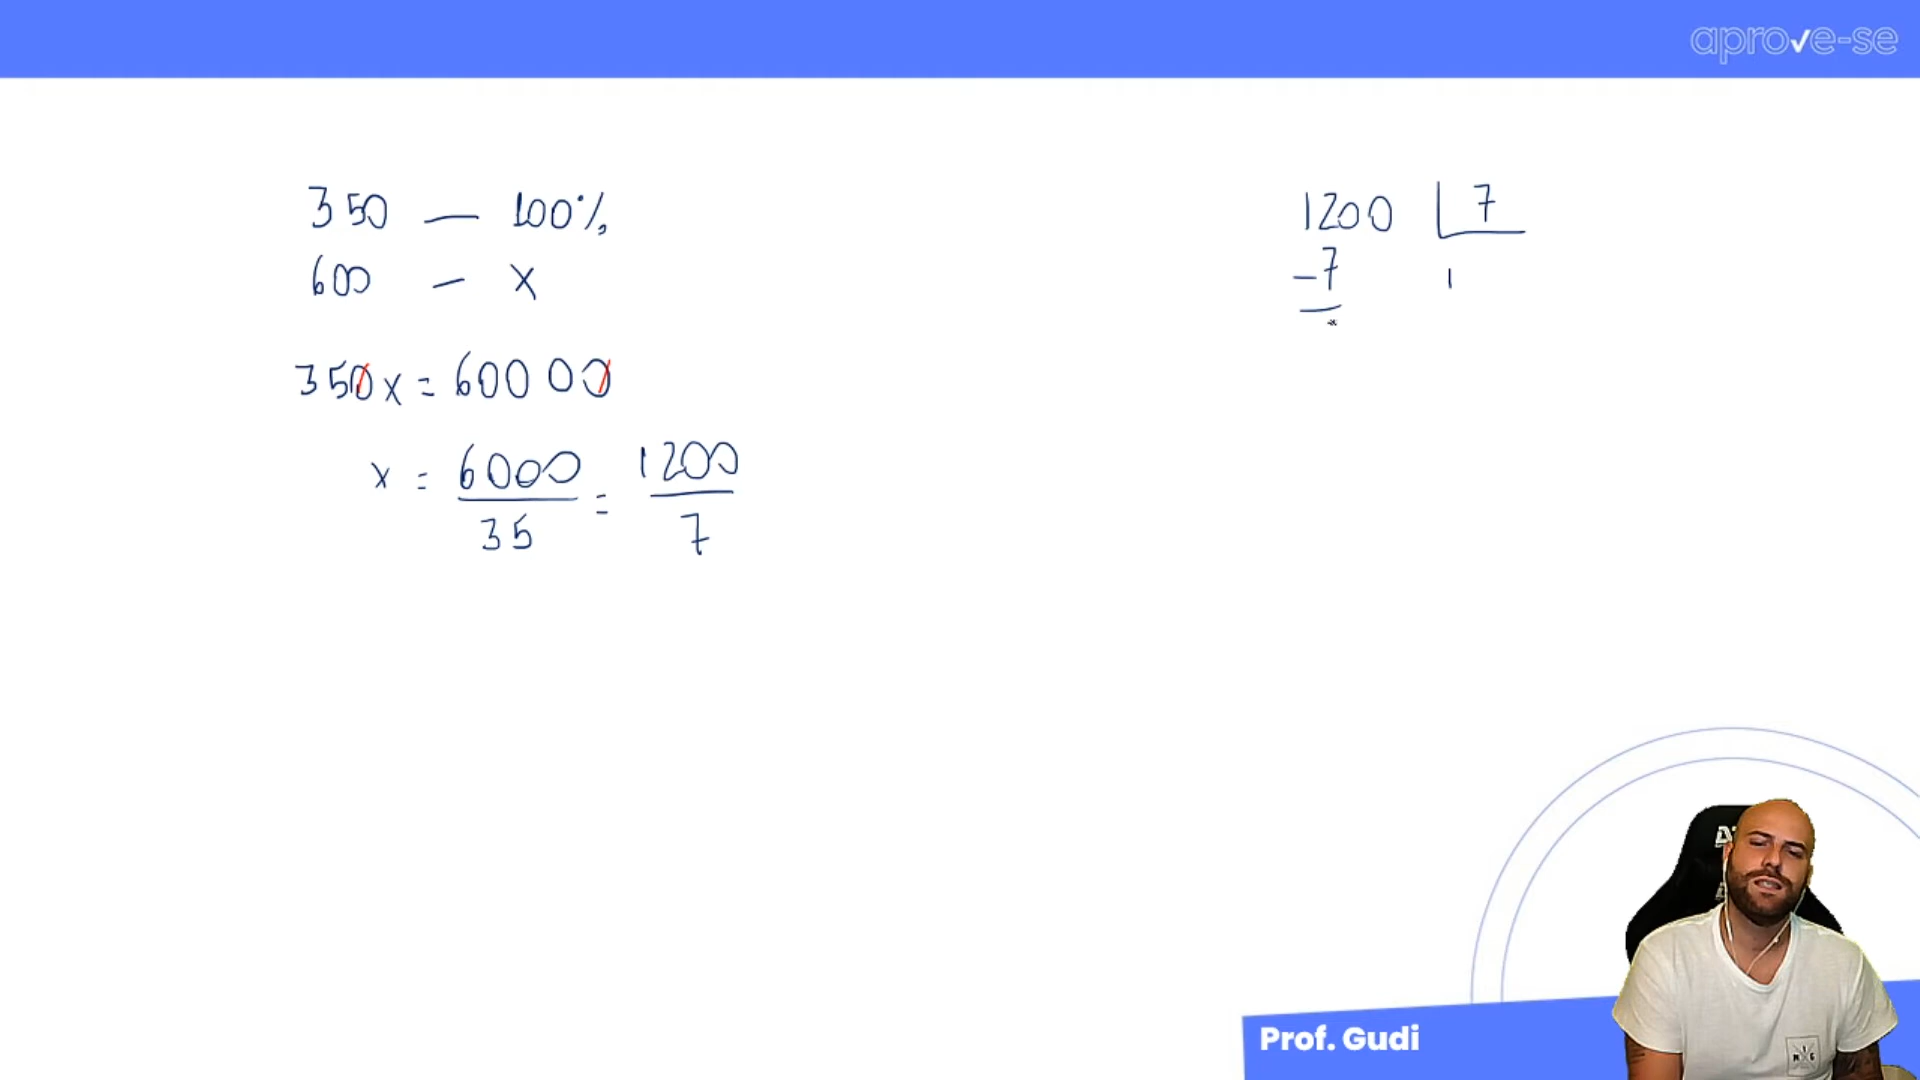 aprove-se
350 — 100%
600 — x
350x = 60000
x = 6000/35 = 1200/7
1200 | 7
-7 1
Prof. Gudi